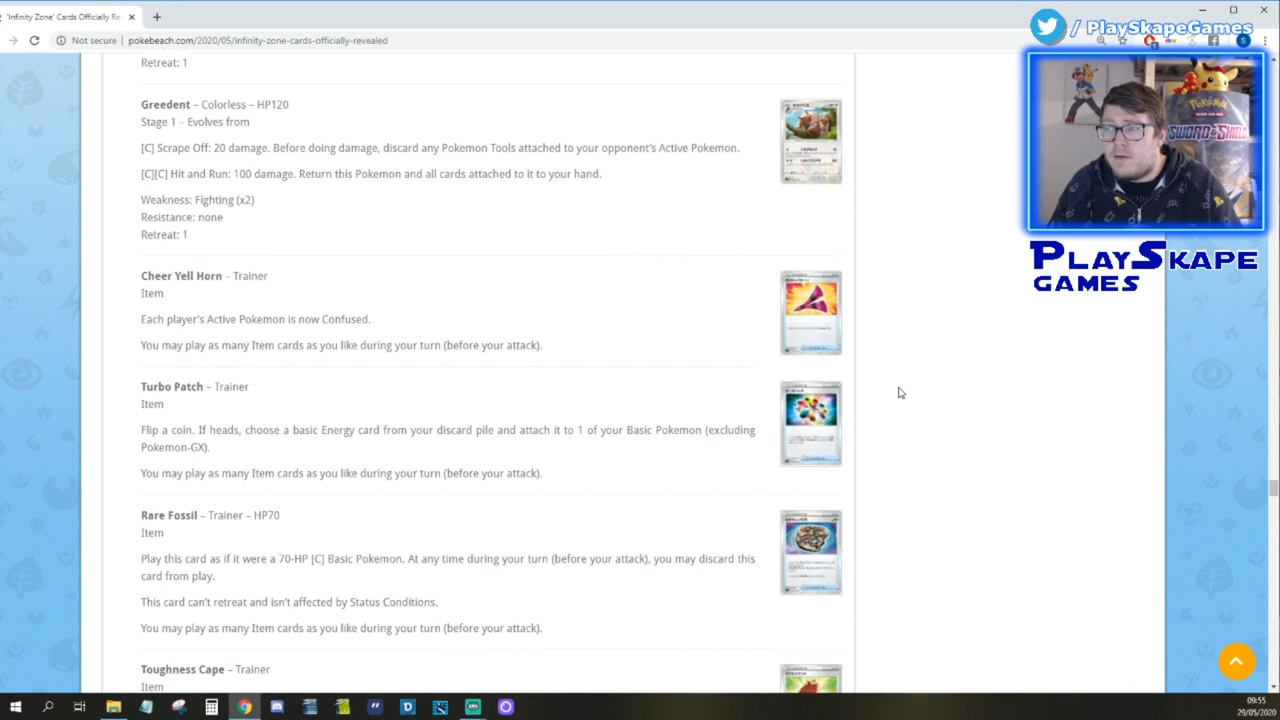 'Infinity Zone' Cards Officially Re
/ PlaySkapeGames
Not secure | pokebeach.com/2020/05/infinity-zone-cards-officially-revealed
Retreat: 1
Greedent – Colorless – HP120
Stage 1 – Evolves from
[C] Scrape Off: 20 damage. Before doing damage, discard any Pokemon Tools attached to your opponent's Active Pokemon.
[C][C] Hit and Run: 100 damage. Return this Pokemon and all cards attached to it to your hand.
Weakness: Fighting (x2)
Resistance: none
Retreat: 1
POKÉMON
SWORD & SHIELD
PLAYSKAPE
GAMES
Cheer Yell Horn – Trainer
Item
Each player's Active Pokemon is now Confused.
You may play as many Item cards as you like during your turn (before your attack).
Turbo Patch – Trainer
Item
Flip a coin. If heads, choose a basic Energy card from your discard pile and attach it to 1 of your Basic Pokemon (excluding
Pokemon-GX).
You may play as many Item cards as you like during your turn (before your attack).
Rare Fossil – Trainer – HP70
Item
Play this card as if it were a 70-HP [C] Basic Pokemon. At any time during your turn (before your attack), you may discard this
card from play.
This card can't retreat and isn't affected by Status Conditions.
You may play as many Item cards as you like during your turn (before your attack).
Toughness Cape – Trainer
Item
09:55
29/05/2020